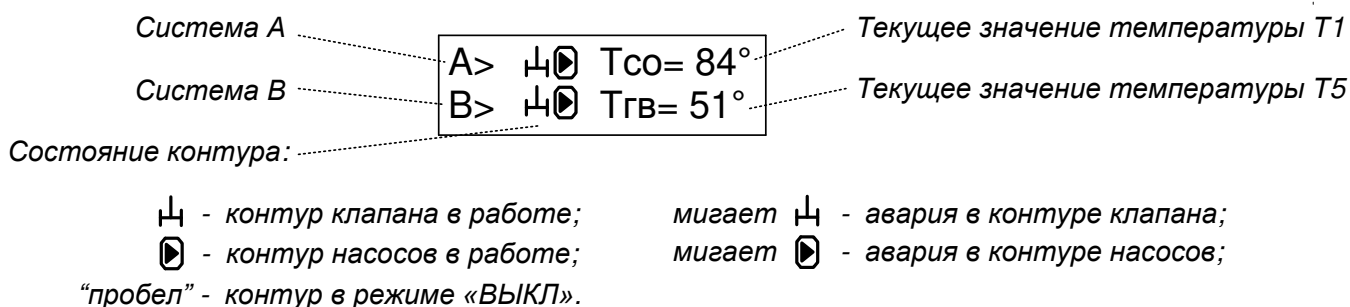 Система А
Текущее значение температуры Т1
А> Тсо= 84°
Система В
В> Тгв= 51°
Текущее значение температуры Т5
Состояние контура:
- контур клапана в работе; мигает - авария в контуре клапана;
- контур насосов в работе; мигает - авария в контуре насосов;
"пробел" - контур в режиме «ВЫКЛ».